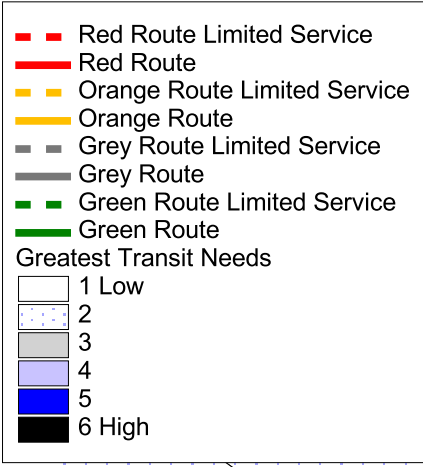 Red Route Limited Service
Red Route
Orange Route Limited Service
Orange Route
Grey Route Limited Service
Grey Route
Green Route Limited Service
Green Route
Greatest Transit Needs
1 Low
2
3
4
5
6 High